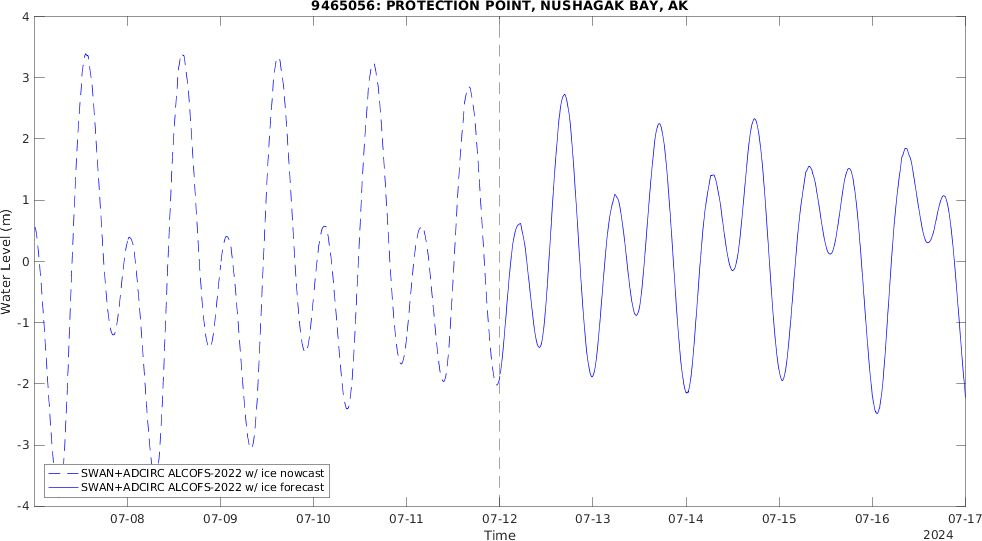 9465056: PROTECTION POINT, NUSHAGAK BAY, AK
4
3
2
1
0
-1
-2
-3
-4
Water Level (m)
SWAN+ADCIRC ALCOFS-2022 w/ ice nowcast
SWAN+ADCIRC ALCOFS-2022 w/ ice forecast
07-08 07-09 07-10 07-11 07-12 07-13 07-14 07-15 07-16 07-17
Time
2024